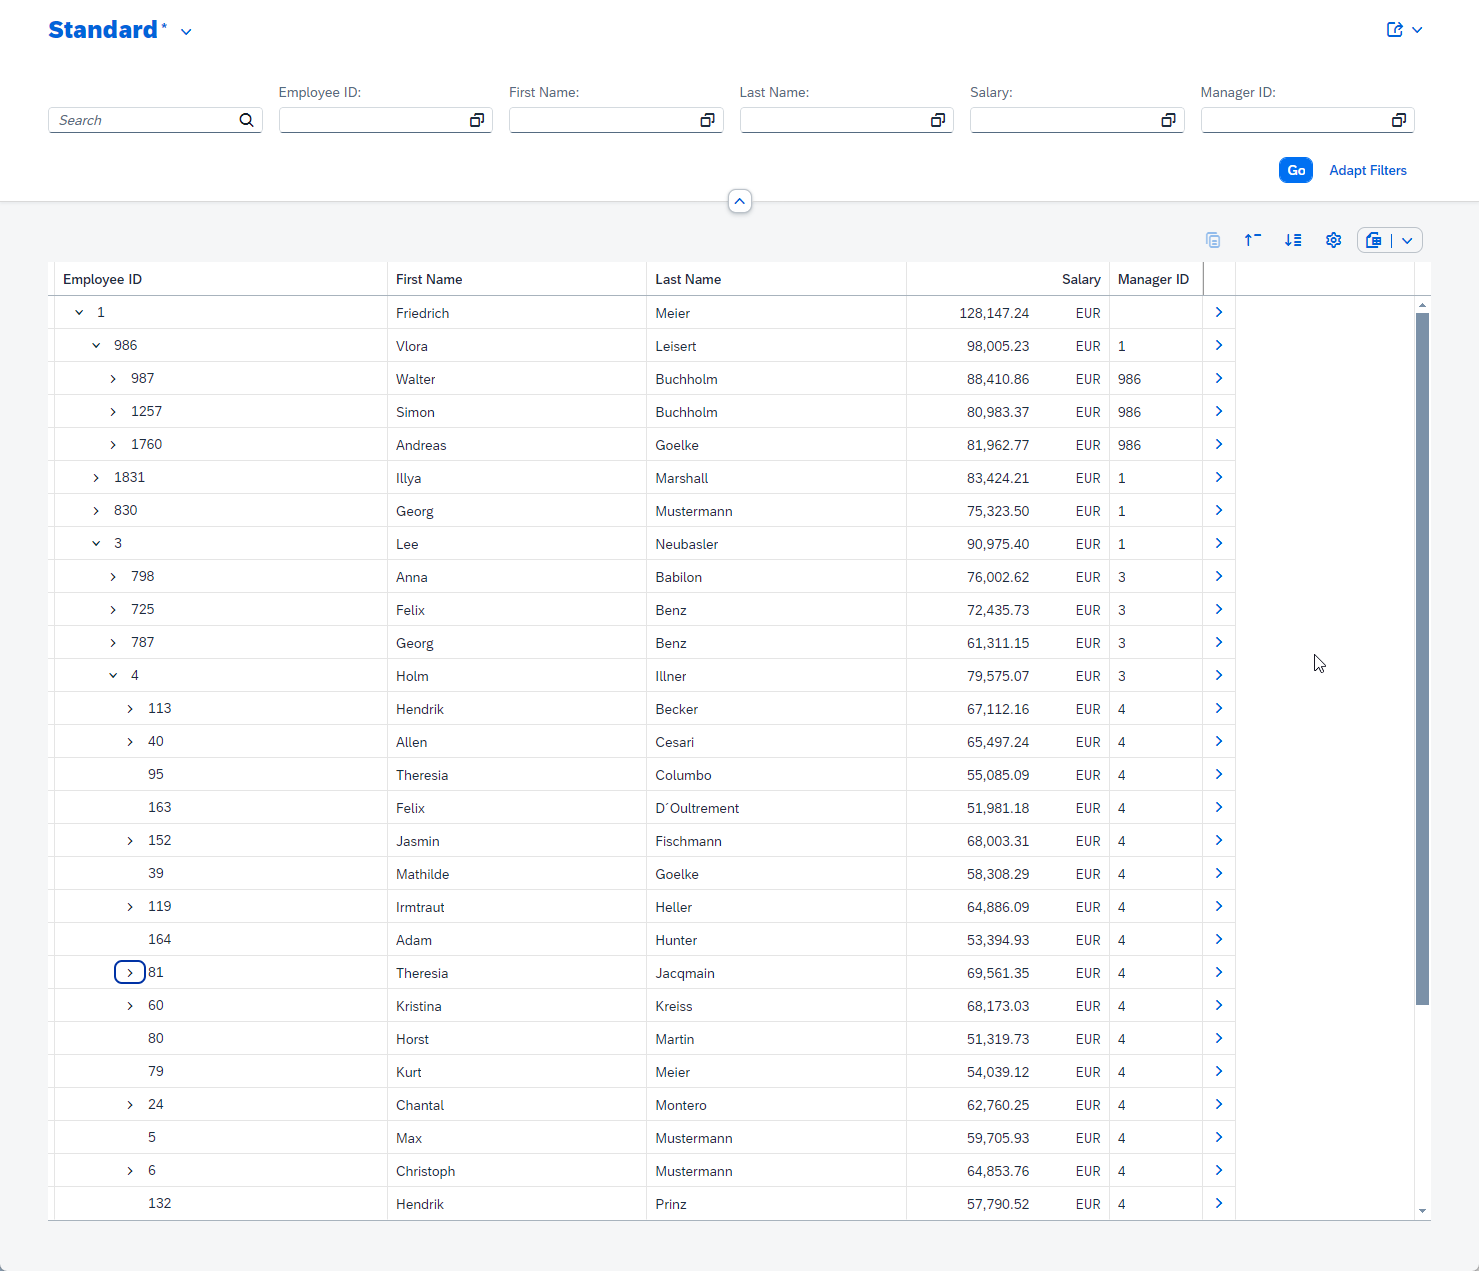 Standard *
Employee ID: First Name: Last Name: Salary: Manager ID:
Search
Go Adapt Filters
Employee ID First Name Last Name Salary Manager ID
1 Friedrich Meier 128,147.24 EUR
986 Vlora Leisert 98,005.23 EUR 1
987 Walter Buchholm 88,410.86 EUR 986
1257 Simon Buchholm 80,983.37 EUR 986
1760 Andreas Goelke 81,962.77 EUR 986
1831 Illya Marshall 83,424.21 EUR 1
830 Georg Mustermann 75,323.50 EUR 1
3 Lee Neubasler 90,975.40 EUR 1
798 Anna Babilon 76,002.62 EUR 3
725 Felix Benz 72,435.73 EUR 3
787 Georg Benz 61,311.15 EUR 3
4 Holm Illner 79,575.07 EUR 3
113 Hendrik Becker 67,112.16 EUR 4
40 Allen Cesari 65,497.24 EUR 4
95 Theresia Columbo 55,085.09 EUR 4
163 Felix D´Oultrement 51,981.18 EUR 4
152 Jasmin Fischmann 68,003.31 EUR 4
39 Mathilde Goelke 58,308.29 EUR 4
119 Irmtraut Heller 64,886.09 EUR 4
164 Adam Hunter 53,394.93 EUR 4
81 Theresia Jacqmain 69,561.35 EUR 4
60 Kristina Kreiss 68,173.03 EUR 4
80 Horst Martin 51,319.73 EUR 4
79 Kurt Meier 54,039.12 EUR 4
24 Chantal Montero 62,760.25 EUR 4
5 Max Mustermann 59,705.93 EUR 4
6 Christoph Mustermann 64,853.76 EUR 4
132 Hendrik Prinz 57,790.52 EUR 4